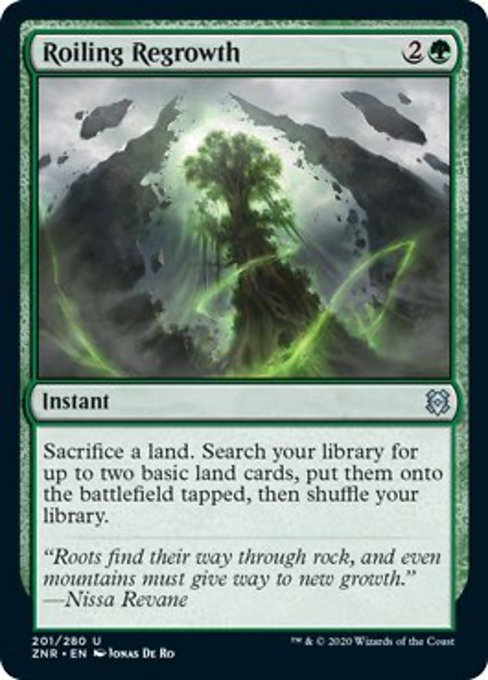 Roiling Regrowth 2
Instant
Sacrifice a land. Search your library for
up to two basic land cards, put them onto
the battlefield tapped, then shuffle your
library.
“Roots find their way through rock, and even
mountains must give way to new growth.”
—Nissa Revane
201/280 U
ZNR • EN Jonas De Ro
™ & © 2020 Wizards of the Coast